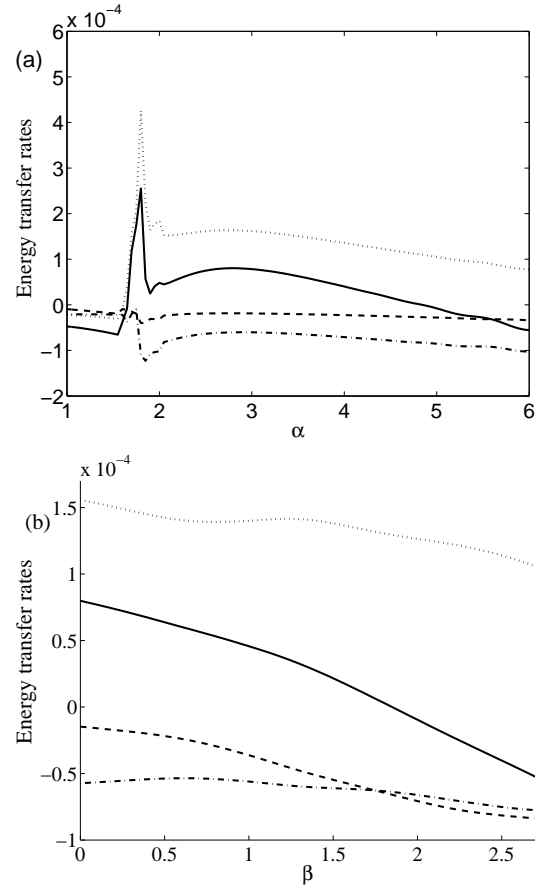 x 10⁻⁴
(a)
6
5
4
3
2
1
0
−1
−2
Energy transfer rates
1 2 3 4 5 6
α
x 10⁻⁴
(b)
1.5
1
0.5
0
−0.5
−1
Energy transfer rates
0 0.5 1 1.5 2 2.5
β